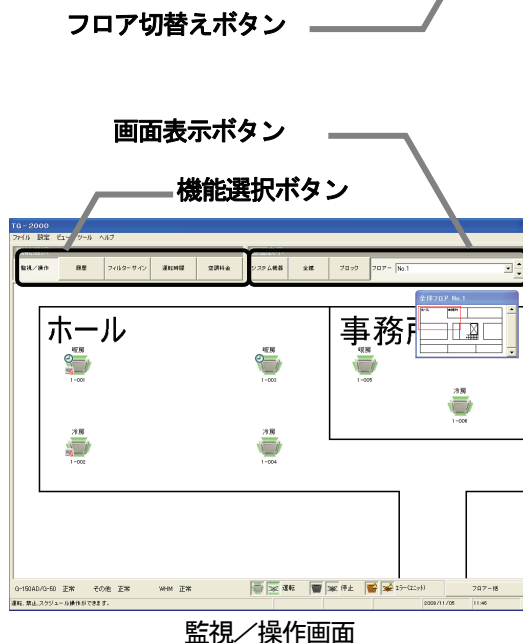 フロア切替えボタン
画面表示ボタン
機能選択ボタン
TG-2000
ファイル 設定 ビュー ツール ヘルプ
監視/操作 履歴 フィルターサイン 運転時間 空調料金 システム機器 全体 ブロック フロアー No.1
全体フロア No.1
ホール 事務所
暖房 暖房 暖房
1-001 1-003 1-005
冷房
1-006
冷房 冷房
1-002 1-004
G-150AD/G-50 正常 その他 正常 WHM 正常 運転 停止 エラー(ユニット) フロアー括
運転、禁止、スケジュール操作ができます。 2008/11/05 11:46
監視/操作画面